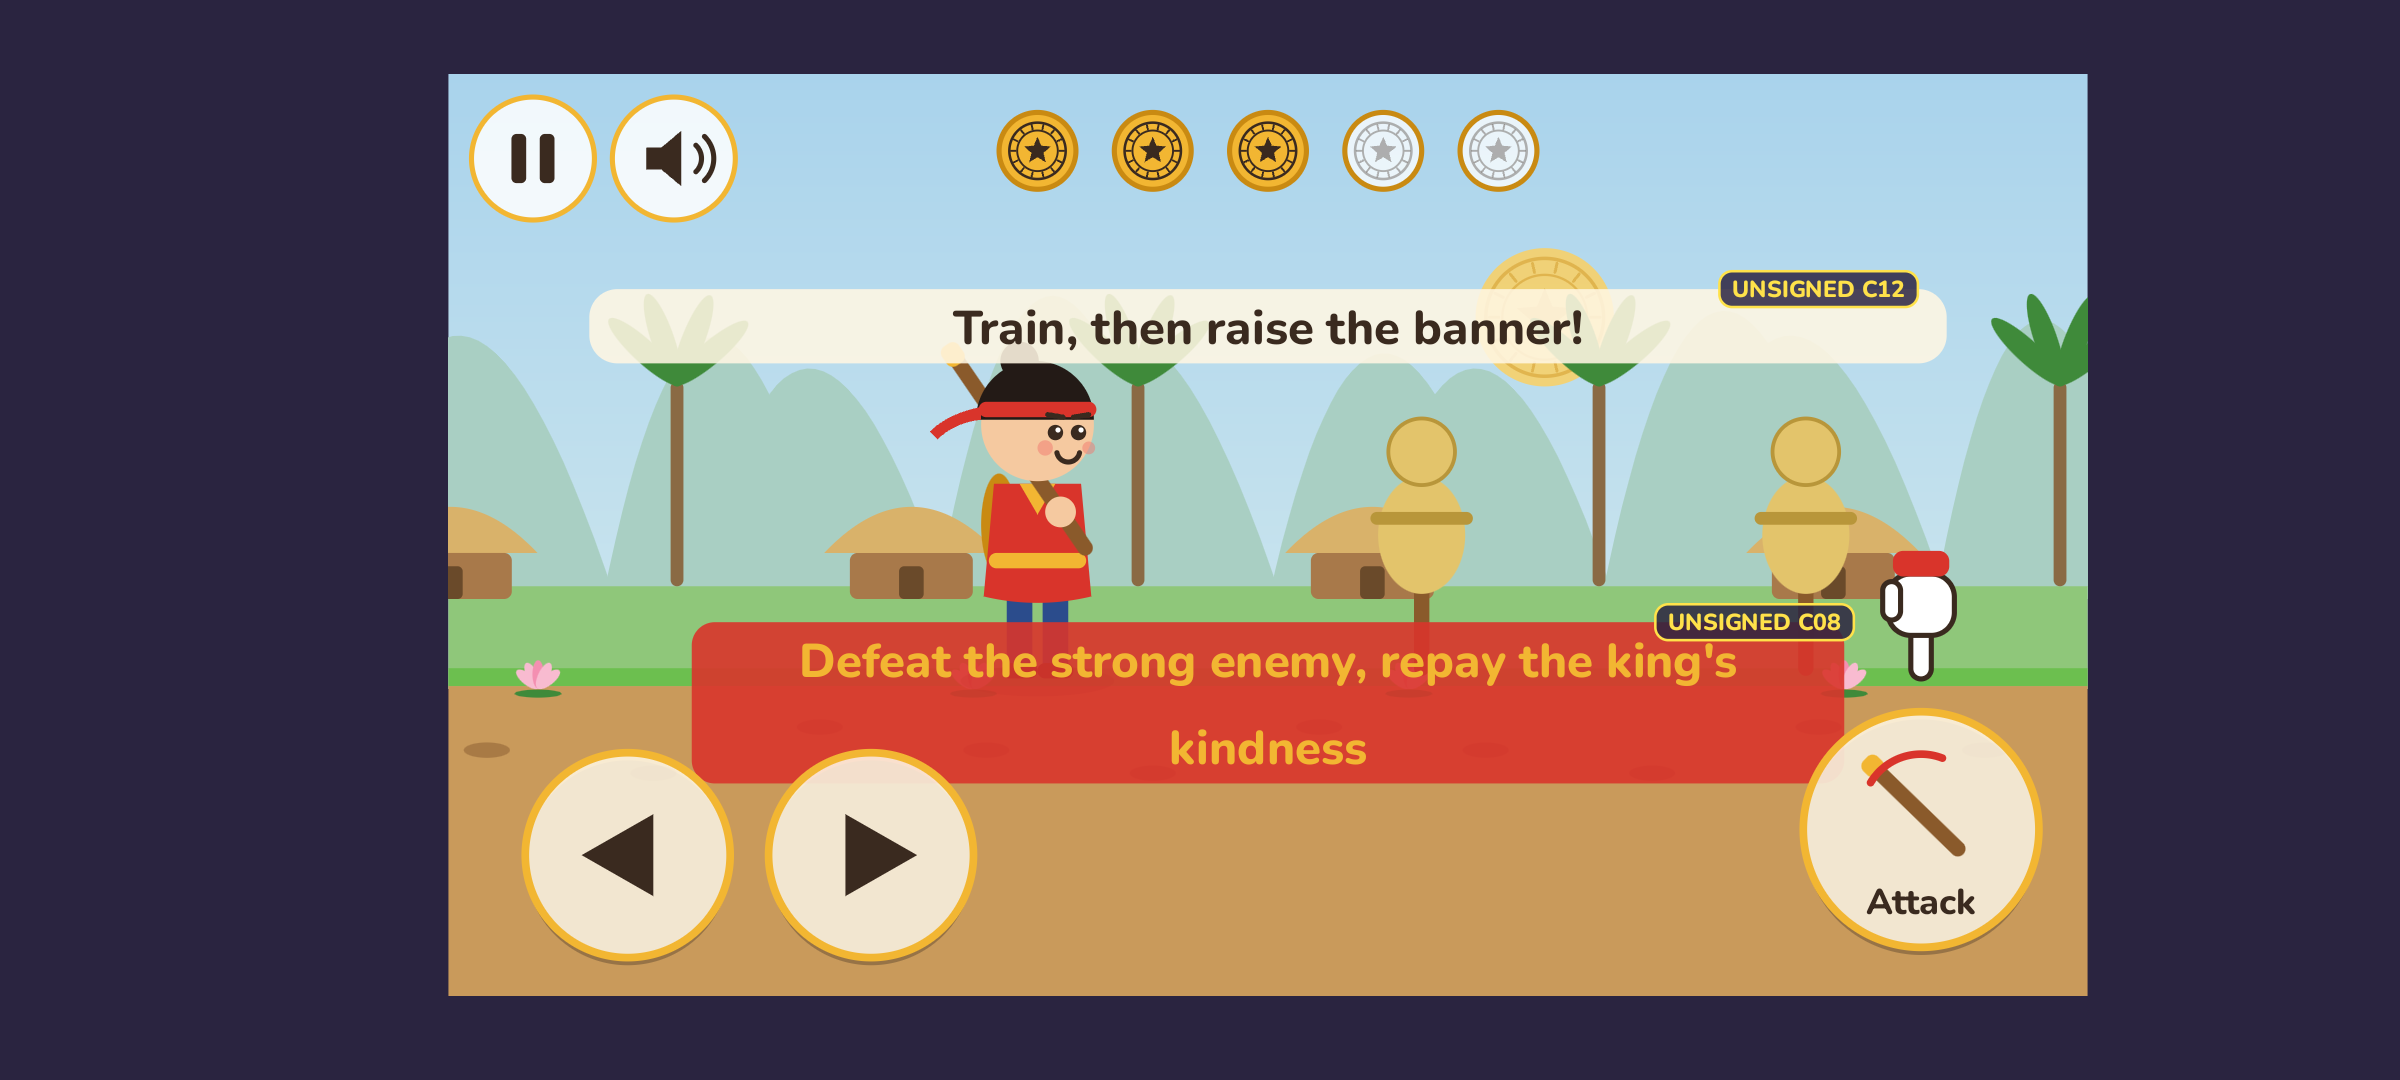 UNSIGNED C12
Train, then raise the banner!
UNSIGNED C08
Defeat the strong enemy, repay the king's
kindness
Attack